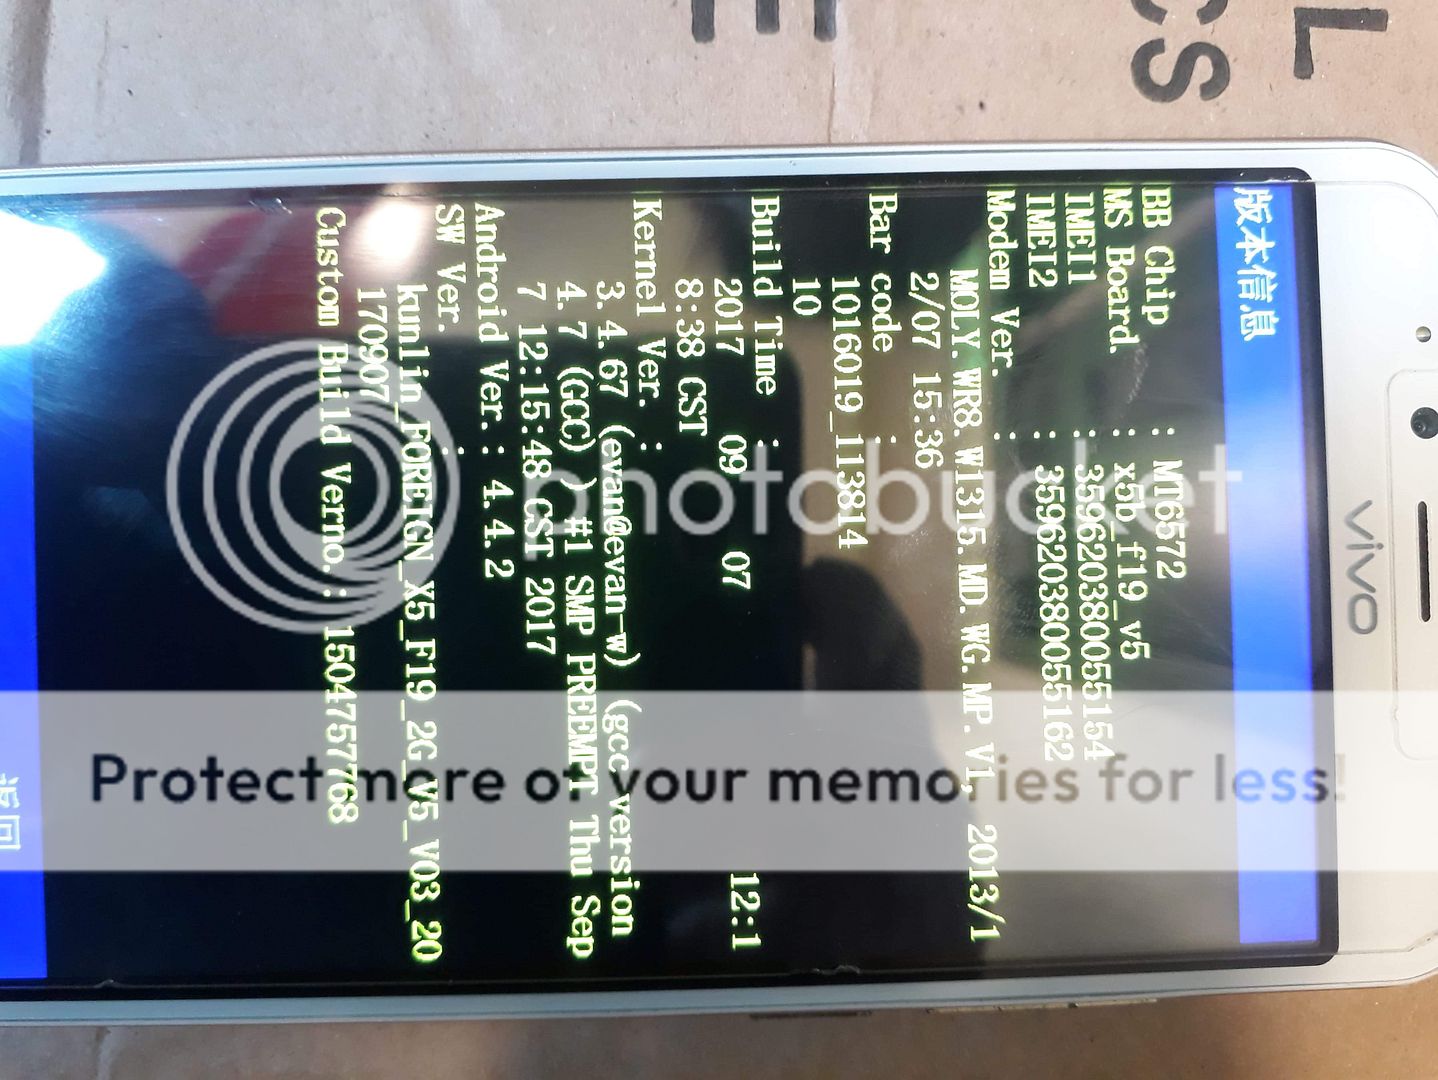 L
CS
E
vivo
版本信息
BB Chip : MT6572
MS Board. : x5b_f19_v5
IMEI1 : 359620380055154
IMEI2 : 359620380055162
Modem Ver. :
MOLY.WR8.W1315.MD.WG.MP.V1, 2013/1
2/07 15:36
Bar code :
1016019_113814
10
Build Time :
2017 09 07 12:1
8:38 CST
Kernel Ver. :
3.4.67 (evan@evan-w) (gcc version
4.7 (GCC) ) #1 SMP PREEMPT Thu Sep
7 12:15:48 CST 2017
Android Ver.: 4.4.2
SW Ver. :
kunlin_FOREIGN_X5_F19_2G_V5_V03_20
170907
Custom Build Verno. : 1504757768
返回
photobucket
Protect more of your memories for less!